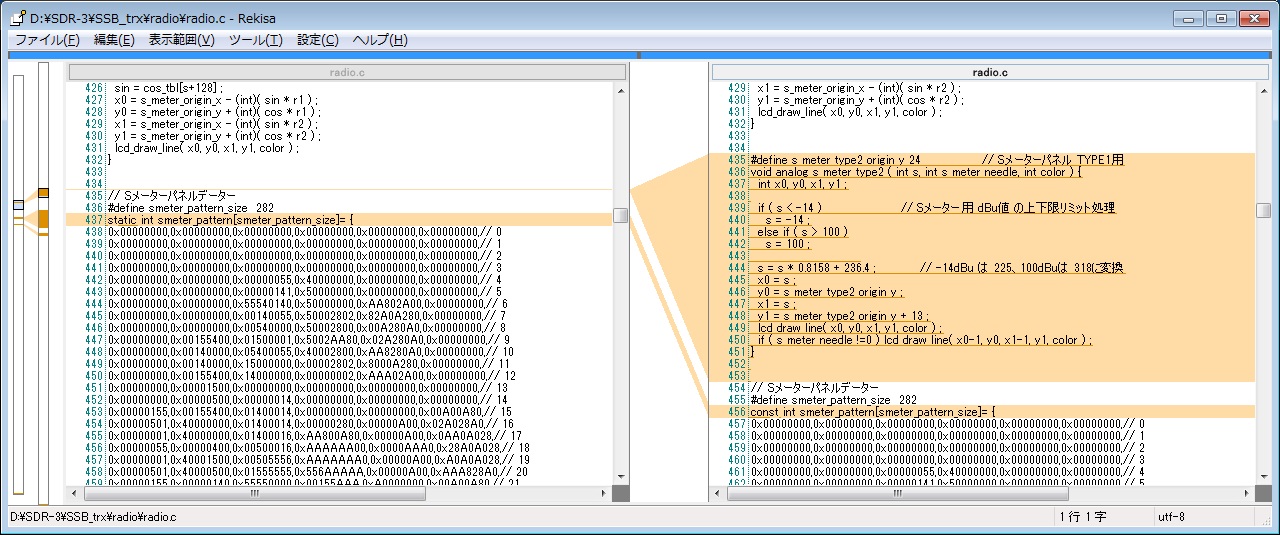 D:¥SDR-3¥SSB_trx¥radio¥radio.c - Rekisa
ファイル(F) 編集(E) 表示範囲(V) ツール(T) 設定(C) ヘルプ(H)
radio.c
426 sin = cos_tbl[s+128] ;
427 x0 = s_meter_origin_x - (int)( sin * r1 ) ;
428 y0 = s_meter_origin_y + (int)( cos * r1 ) ;
429 x1 = s_meter_origin_x - (int)( sin * r2 ) ;
430 y1 = s_meter_origin_y + (int)( cos * r2 ) ;
431 lcd_draw_line( x0, y0, x1, y1, color ) ;
432 }
433
434
435 // Sメーターパネルデーター
436 #define smeter_pattern_size 282
437 static int smeter_pattern[smeter_pattern_size]= {
438 0x00000000,0x00000000,0x00000000,0x00000000,0x00000000,0x00000000,// 0
439 0x00000000,0x00000000,0x00000000,0x00000000,0x00000000,0x00000000,// 1
440 0x00000000,0x00000000,0x00000000,0x00000000,0x00000000,0x00000000,// 2
441 0x00000000,0x00000000,0x00000000,0x00000000,0x00000000,0x00000000,// 3
442 0x00000000,0x00000000,0x00000055,0x40000000,0x00000000,0x00000000,// 4
443 0x00000000,0x00000000,0x00000141,0x50000000,0x00000000,0x00000000,// 5
444 0x00000000,0x00000000,0x55540140,0x50000000,0xAA802A00,0x00000000,// 6
445 0x00000000,0x00000000,0x00140055,0x50002802,0x82A0A280,0x00000000,// 7
446 0x00000000,0x00000000,0x00540000,0x50002800,0x00A280A0,0x00000000,// 8
447 0x00000000,0x00155400,0x01500001,0x5402AA80,0x02A0A280,0x00000000,// 9
448 0x00000000,0x00140000,0x05400055,0x40002800,0xAA8280A0,0x00000000,// 10
449 0x00000000,0x00140000,0x14000000,0x15000000,0x00002802,0x8000A280,0x00000000,// 11
450 0x00000000,0x00155400,0x14000000,0x00000002,0xAAA02A00,0x00000000,// 12
451 0x00000000,0x00001500,0x00000000,0x00000000,0x00000000,0x00000000,// 13
452 0x00000000,0x00001400,0x00000000,0x00000000,0x00000000,0x00000000,// 14
453 0x00000155,0x00155400,0x01400014,0x00000000,0x00000000,0x00A00A80,// 15
454 0x00000501,0x40000000,0x01400014,0x00000000,0x000000A0,0x02A028A0,// 16
455 0x00000001,0x40000000,0x01400016,0xAA800A80,0x00000A00,0x0AA0A028,// 17
456 0x00000055,0x00000400,0x00500016,0xAAAAAA00,0x00000AAA,0x28A0A028,// 18
457 0x00000001,0x40001500,0x00505556,0xAAAAAAA0,0x00000A00,0xA0A0A028,// 19
458 0x00000501,0x40005000,0x01555555,0x556AAAAA,0x00000A00,0xAAA828A0,// 20
radio.c
429 x1 = s_meter_origin_x - (int)( sin * r2 ) ;
430 y1 = s_meter_origin_y + (int)( cos * r2 ) ;
431 lcd_draw_line( x0, y0, x1, y1, color ) ;
432 }
433
434
435 #define s meter type2 origin y 24 // Sメーターパネル TYPE1用
436 void analog s meter type2 ( int s, int s meter needle, int color ) {
437 int x0, y0, x1, y1 ;
438
439 if ( s < -14 ) // Sメーター用 dBu値 の上下限リミット処理
440 s = -14 ;
441 else if ( s > 100 )
442 s = 100 ;
443
444 s = s * 0.8158 + 236.4 ; // -14dBu は 225、100dBuは 318に変換
445 x0 = s ;
446 y0 = s meter type2 origin y ;
447 x1 = s ;
448 y1 = s meter type2 origin y + 13 ;
449 lcd draw line( x0, y0, x1, y1, color ) ;
450 if ( s meter needle !=0 ) lcd draw line( x0-1, y0, x1-1, y1, color ) ;
451 }
452
453
454 // Sメーターパネルデーター
455 #define smeter_pattern_size 282
456 const int smeter_pattern[smeter_pattern_size]= {
457 0x00000000,0x00000000,0x00000000,0x00000000,0x00000000,0x00000000,// 0
458 0x00000000,0x00000000,0x00000000,0x00000000,0x00000000,0x00000000,// 1
459 0x00000000,0x00000000,0x00000000,0x00000000,0x00000000,0x00000000,// 2
460 0x00000000,0x00000000,0x00000000,0x00000000,0x00000000,0x00000000,// 3
461 0x00000000,0x00000000,0x00000055,0x40000000,0x00000000,0x00000000,// 4
462 0x00000000,0x00000000,0x00000141,0x50000000,0x00000000,0x00000000,// 5
D:¥SDR-3¥SSB_trx¥radio¥radio.c 1 行 1 字 utf-8